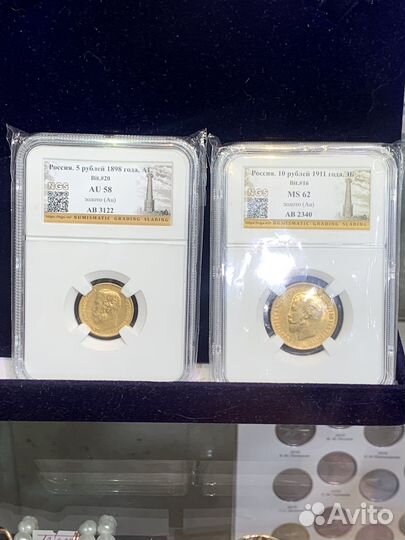 Россия. 5 рублей 1898 года, АГ
Bit.#20
NGS
AU 58
золото (Au)
AB 3122
NUMISMATIC GRADING SLABING
Россия. 10 рублей 1911 года, ЭБ
Bit.#16
NGS
MS 62
золото (Au)
AB 2340
NUMISMATIC GRADING SLABING
Avito